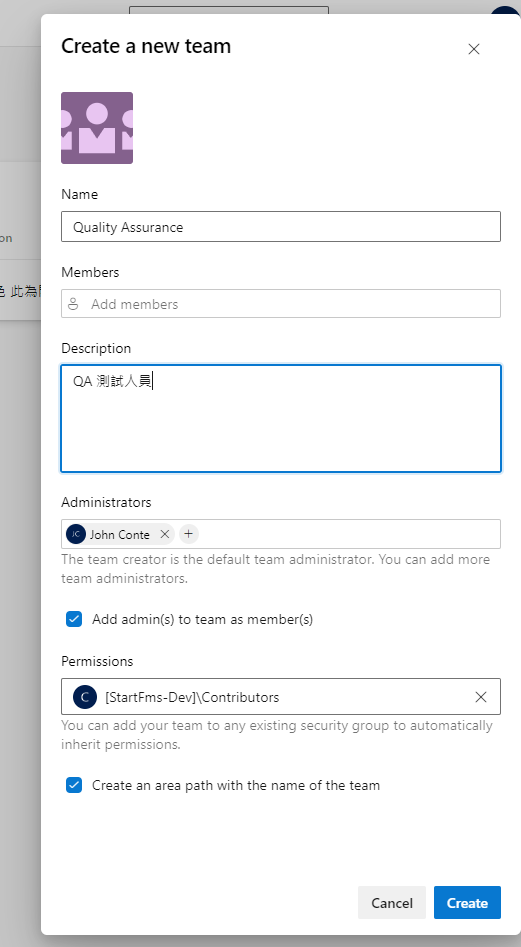 Create a new team
Name
Quality Assurance
on
Members
色 此為
Add members
Description
QA 測試人員
Administrators
JC John Conte
The team creator is the default team administrator. You can add more
team administrators.
Add admin(s) to team as member(s)
Permissions
C [StartFms-Dev]\Contributors
You can add your team to any existing security group to automatically
inherit permissions.
Create an area path with the name of the team
Cancel Create